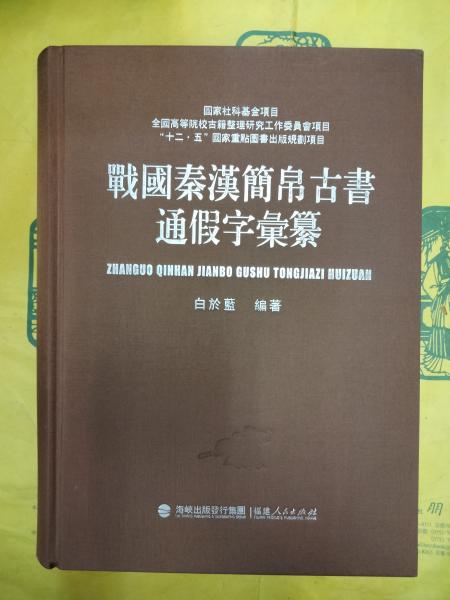 國家社科基金項目
全國高等院校古籍整理研究工作委員會項目
“十二·五”國家重點圖書出版規劃項目
戰國秦漢簡帛古書
通假字彙纂
ZHANGUO QINHAN JIANBO GUSHU TONGJIAZI HUIZUAN
白於藍 編著
海峽出版發行集團 福建人民出版社
朋